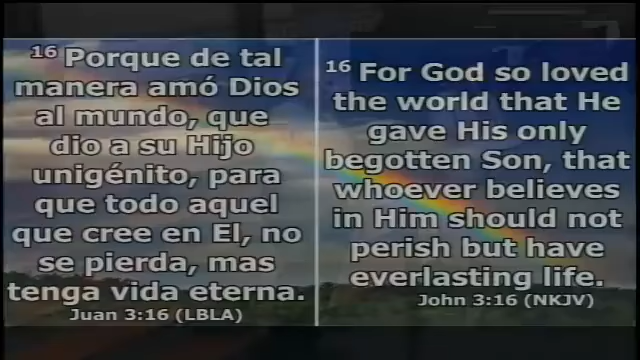 16 Porque de tal
manera amó Dios
al mundo, que
dio a su Hijo
unigénito, para
que todo aquel
que cree en El, no
se pierda, mas
tenga vida eterna.
Juan 3:16 (LBLA)
16 For God so loved
the world that He
gave His only
begotten Son, that
whoever believes
in Him should not
perish but have
everlasting life.
John 3:16 (NKJV)